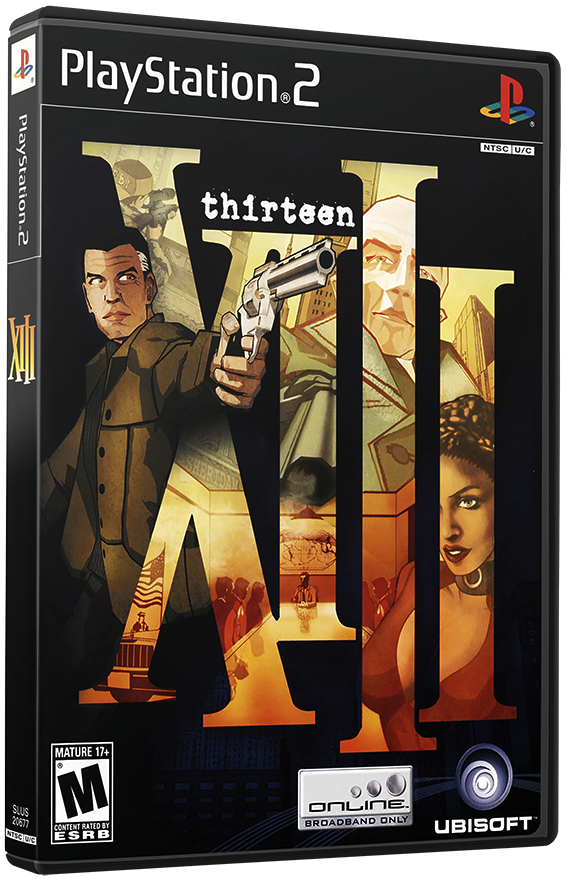 PlayStation®2
NTSC U/C
PlayStation®2
thirteen
XIII
XIII
MATURE 17+
M
®
CONTENT RATED BY
ESRB
ONLINE
BROADBAND ONLY
UBISOFT™
SLUS
20677
NTSC U/C